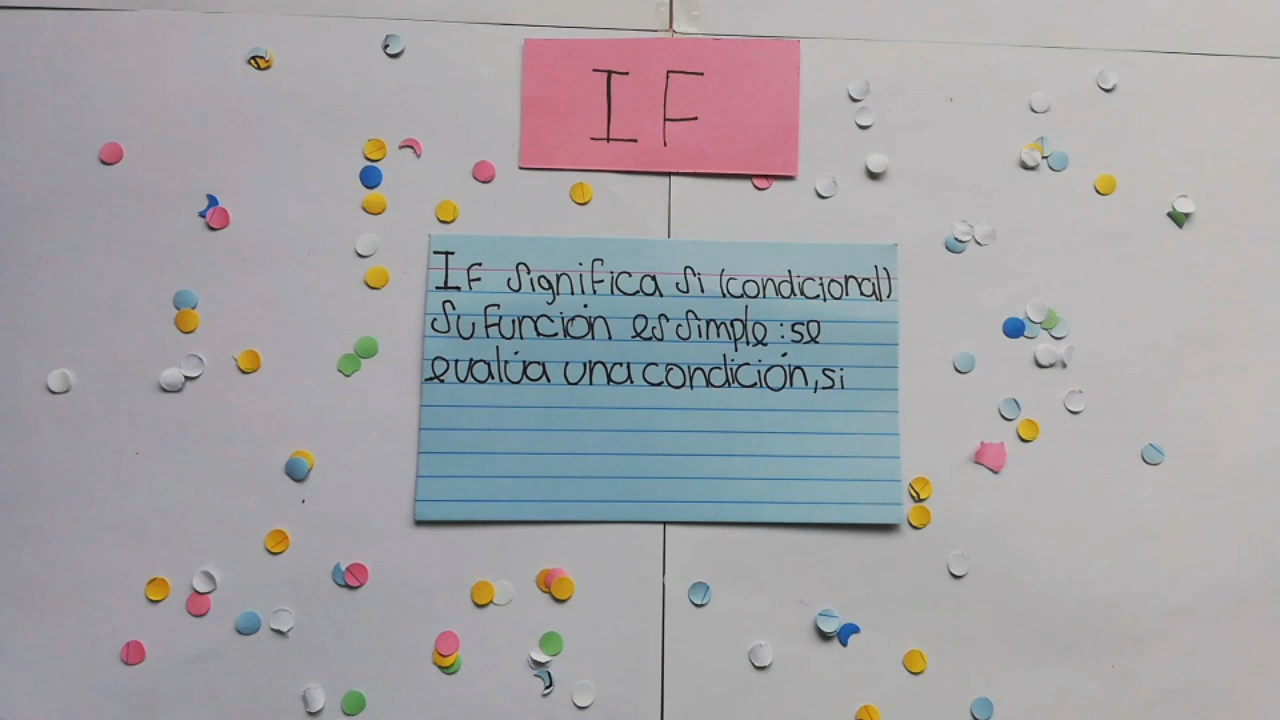 IF
IF significa si (condicional)
Su función es simple: se
evalúa una condición, si